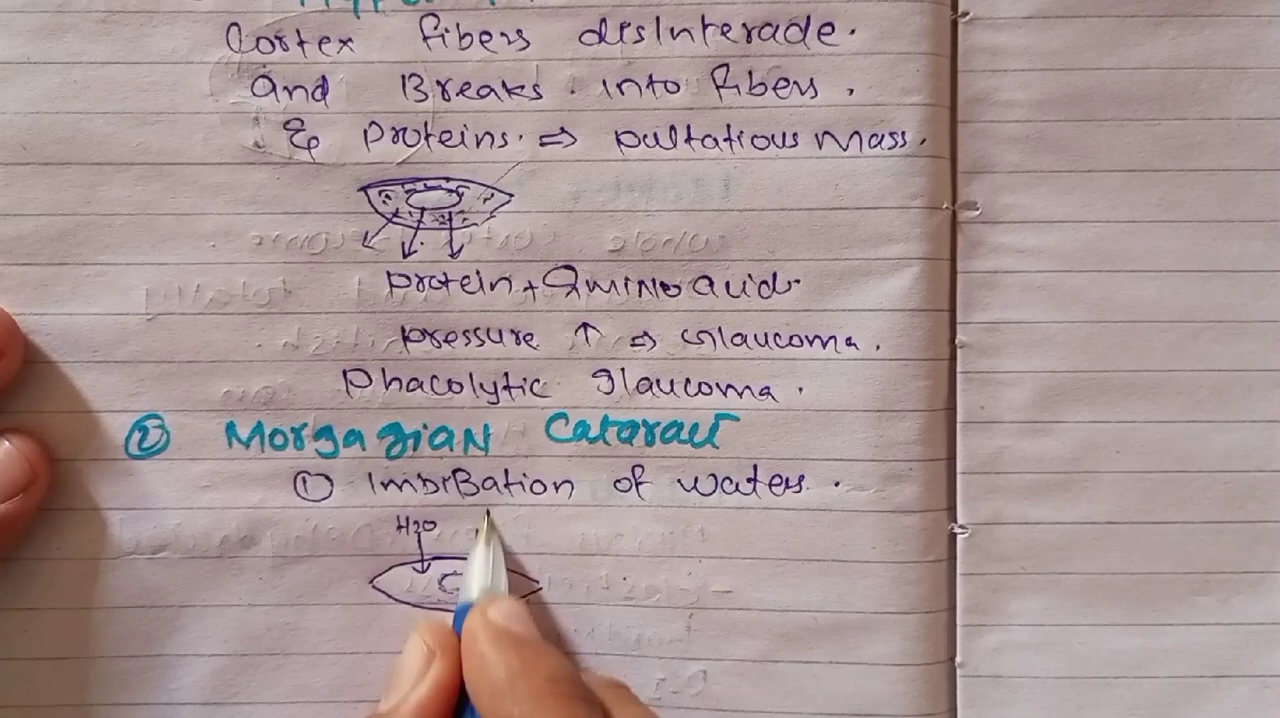 Cortex fibers disinterade.
and Breaks into fibers,
& proteins. ⇒ pultatious mass.
protein + Amino acid.
pressure ↑ ⇒ Glaucoma.
Phacolytic glaucoma.
② Morgagian Cataract
① Imbibation of waters.
H2O